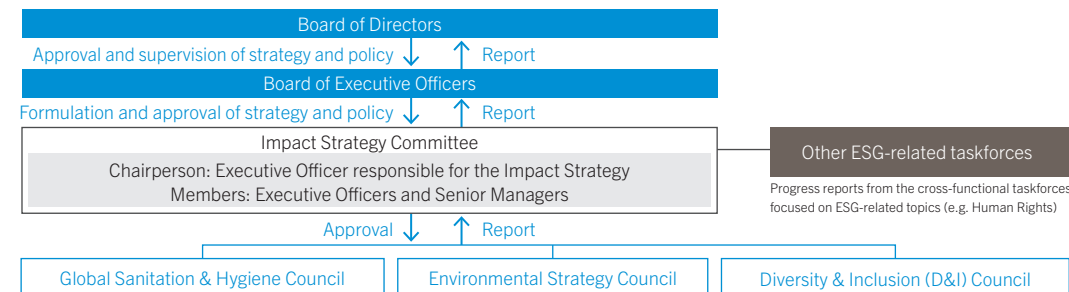 Board of Directors
Approval and supervision of strategy and policy
Report
Board of Executive Officers
Formulation and approval of strategy and policy
Report
Impact Strategy Committee
Chairperson: Executive Officer responsible for the Impact Strategy
Members: Executive Officers and Senior Managers
Other ESG-related taskforces
Progress reports from the cross-functional taskforces
focused on ESG-related topics (e.g. Human Rights)
Approval
Report
Global Sanitation & Hygiene Council
Environmental Strategy Council
Diversity & Inclusion (D&I) Council